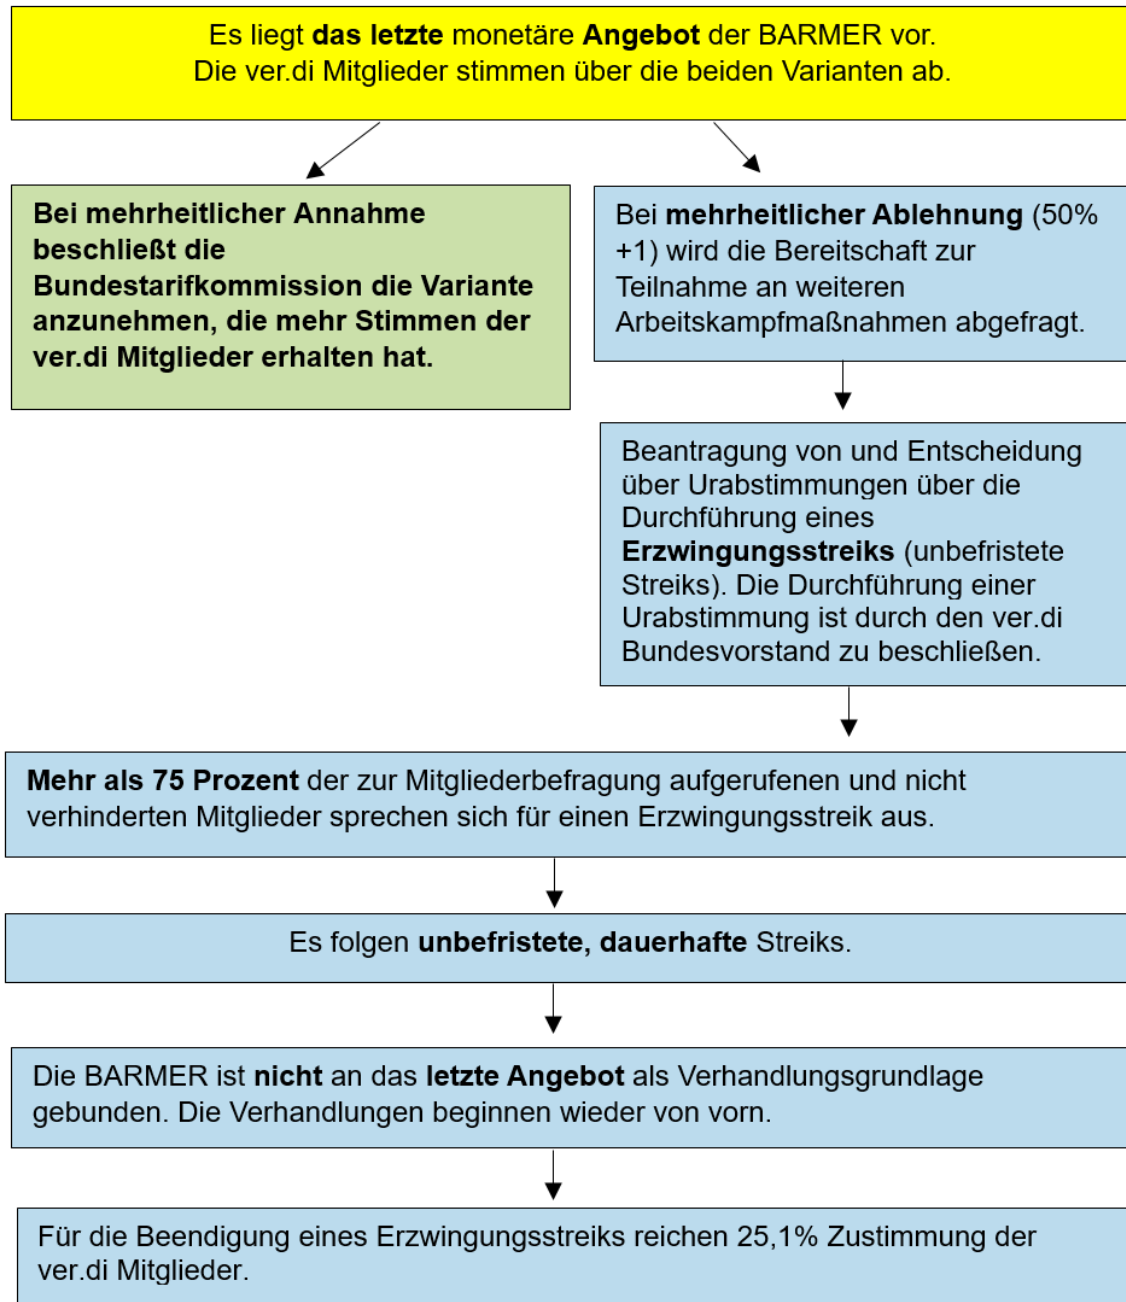 Es liegt das letzte monetäre Angebot der BARMER vor.
Die ver.di Mitglieder stimmen über die beiden Varianten ab.
Bei mehrheitlicher Annahme
beschließt die
Bundestarifkommission die Variante
anzunehmen, die mehr Stimmen der
ver.di Mitglieder erhalten hat.
Bei mehrheitlicher Ablehnung (50%
+1) wird die Bereitschaft zur
Teilnahme an weiteren
Arbeitskampfmaßnahmen abgefragt.
Beantragung von und Entscheidung
über Urabstimmungen über die
Durchführung eines
Erzwingungsstreiks (unbefristete
Streiks). Die Durchführung einer
Urabstimmung ist durch den ver.di
Bundesvorstand zu beschließen.
Mehr als 75 Prozent der zur Mitgliederbefragung aufgerufenen und nicht
verhinderten Mitglieder sprechen sich für einen Erzwingungsstreik aus.
Es folgen unbefristete, dauerhafte Streiks.
Die BARMER ist nicht an das letzte Angebot als Verhandlungsgrundlage
gebunden. Die Verhandlungen beginnen wieder von vorn.
Für die Beendigung eines Erzwingungsstreiks reichen 25,1% Zustimmung der
ver.di Mitglieder.